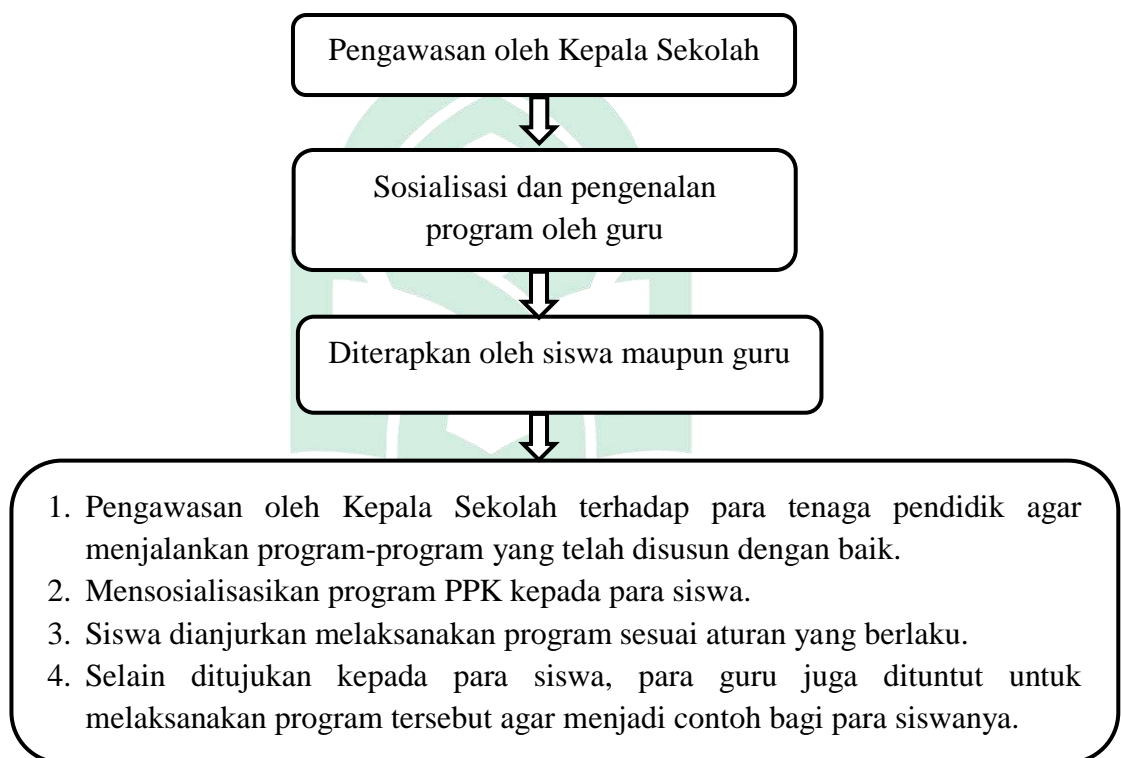 Pengawasan oleh Kepala Sekolah
Sosialisasi dan pengenalan
program oleh guru
Diterapkan oleh siswa maupun guru
1. Pengawasan oleh Kepala Sekolah terhadap para tenaga pendidik agar
menjalankan program-program yang telah disusun dengan baik.
2. Mensosialisasikan program PPK kepada para siswa.
3. Siswa dianjurkan melaksanakan program sesuai aturan yang berlaku.
4. Selain ditujukan kepada para siswa, para guru juga dituntut untuk
melaksanakan program tersebut agar menjadi contoh bagi para siswanya.